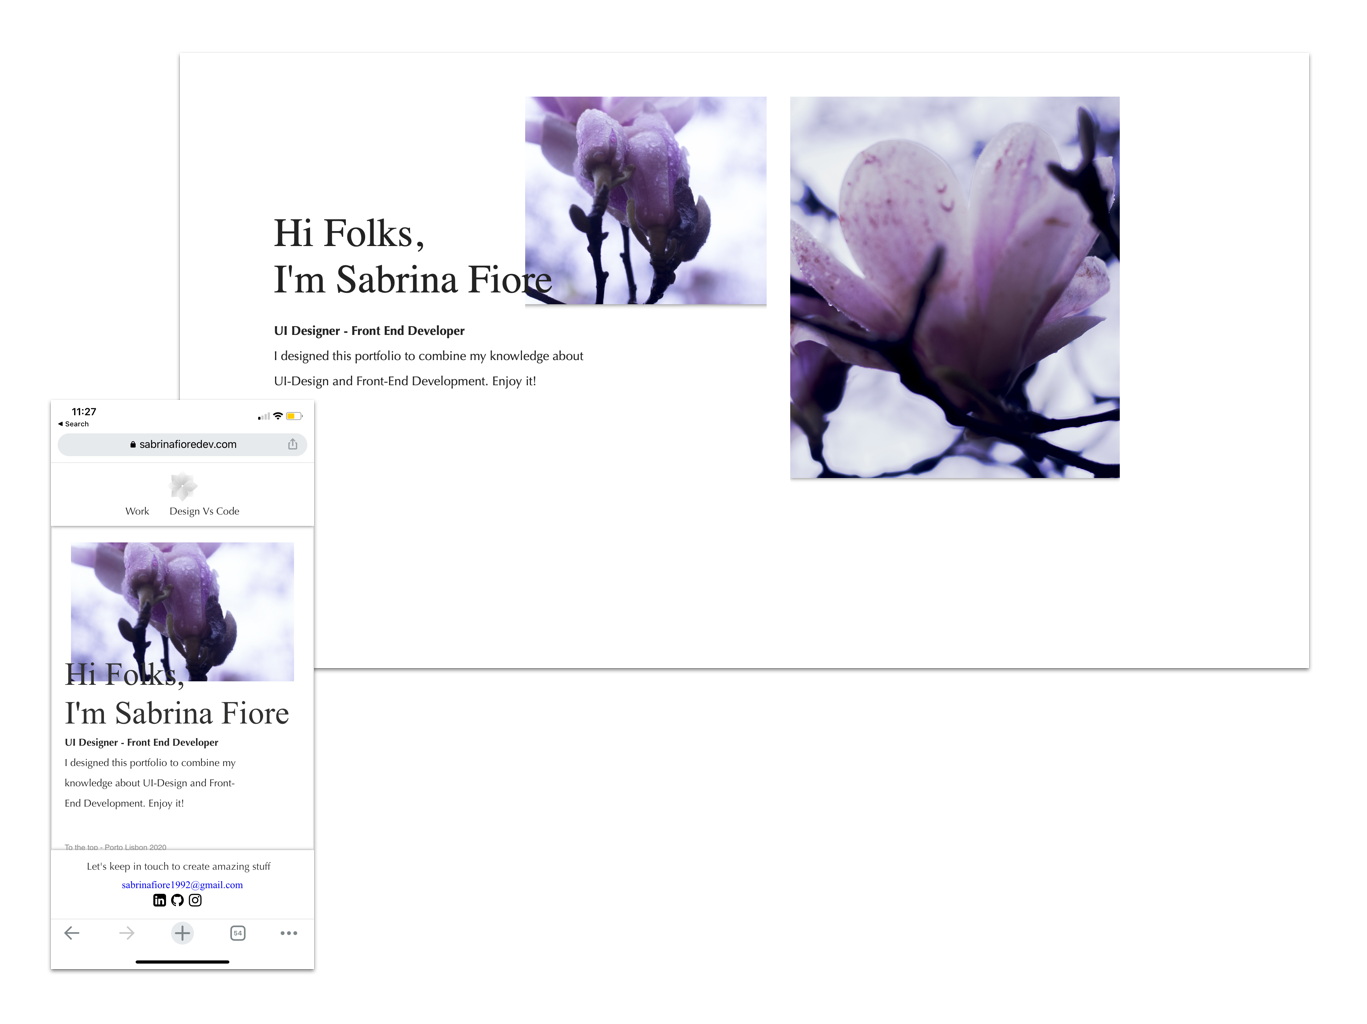 Hi Folks,
I'm Sabrina Fiore
UI Designer - Front End Developer
I designed this portfolio to combine my knowledge about
UI-Design and Front-End Development. Enjoy it!
11:27
◀ Search
sabrinafioredev.com
Work Design Vs Code
Hi Folks,
I'm Sabrina Fiore
UI Designer - Front End Developer
I designed this portfolio to combine my
knowledge about UI-Design and Front-
End Development. Enjoy it!
To the top - Porto Lisbon 2020
Let's keep in touch to create amazing stuff
sabrinafiore1992@gmail.com
in
54